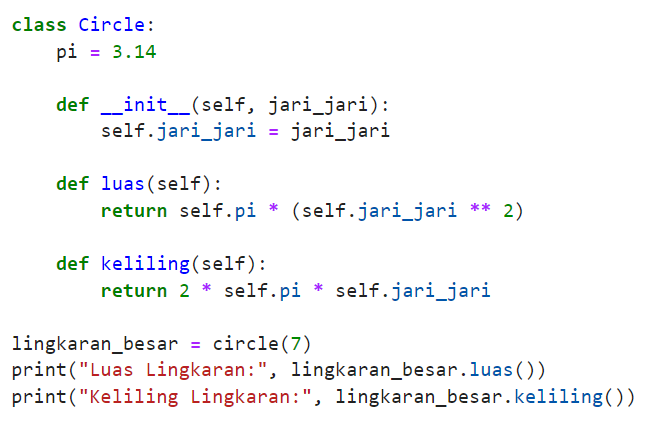 class Circle:
    pi = 3.14

    def __init__(self, jari_jari):
        self.jari_jari = jari_jari

    def luas(self):
        return self.pi * (self.jari_jari ** 2)

    def keliling(self):
        return 2 * self.pi * self.jari_jari

lingkaran_besar = circle(7)
print("Luas Lingkaran:", lingkaran_besar.luas())
print("Keliling Lingkaran:", lingkaran_besar.keliling())